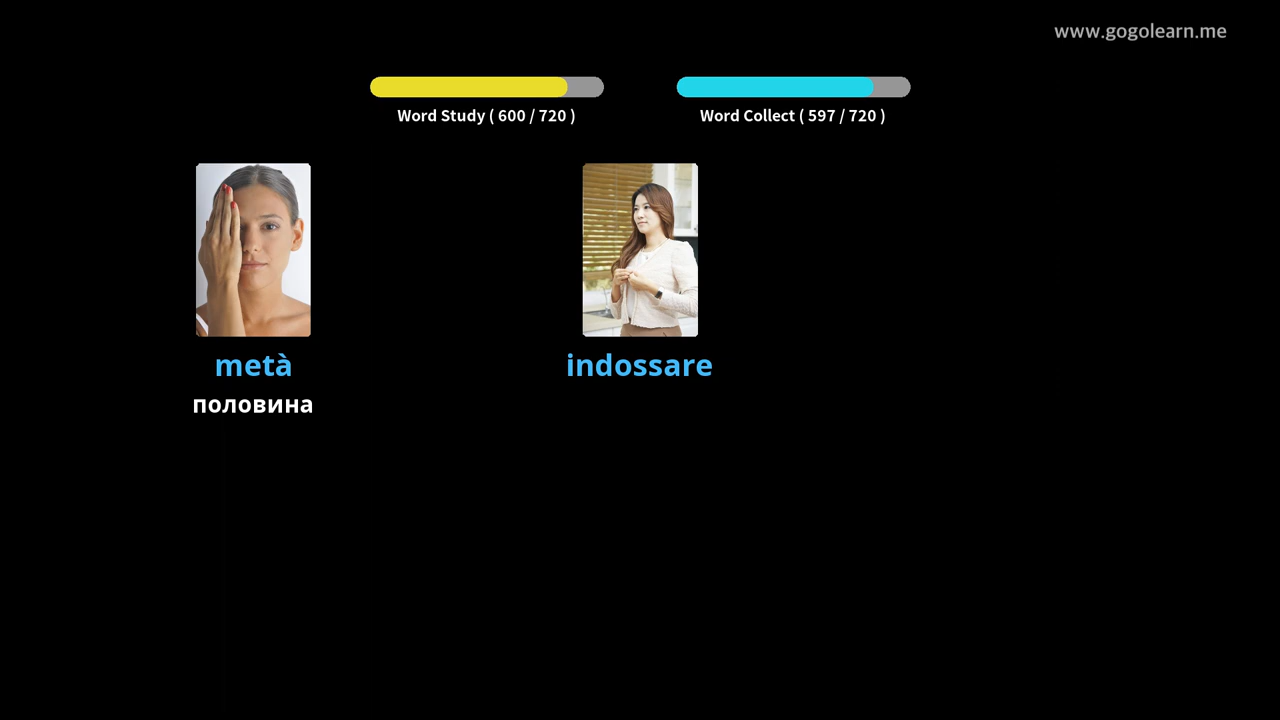 www.gogolearn.me
Word Study ( 600 / 720 )
Word Collect ( 597 / 720 )
metà
indossare
половина